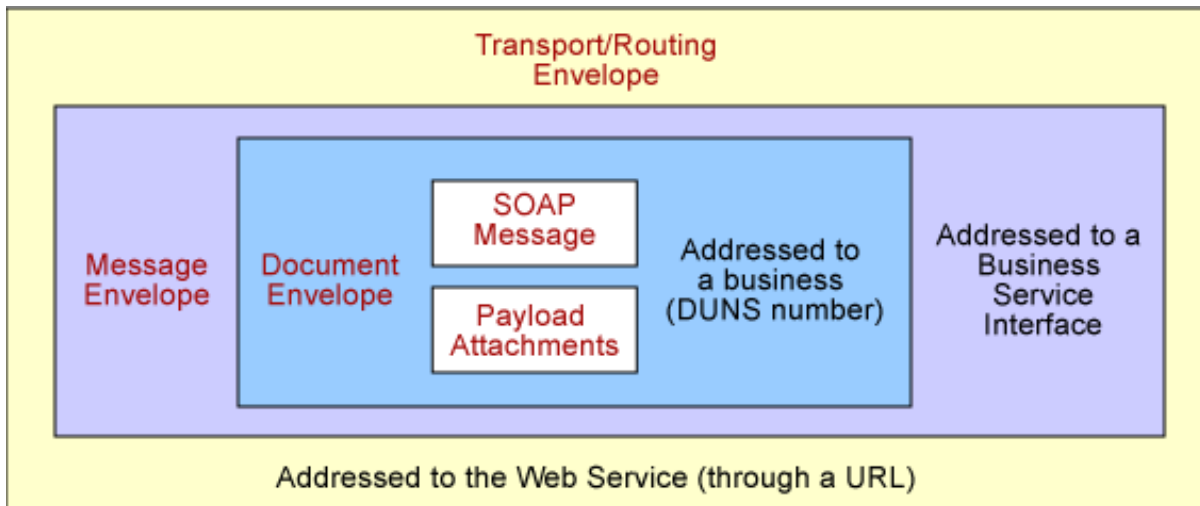 Transport/Routing
Envelope
Message
Envelope
Document
Envelope
SOAP
Message
Payload
Attachments
Addressed to
a business
(DUNS number)
Addressed to a
Business
Service
Interface
Addressed to the Web Service (through a URL)